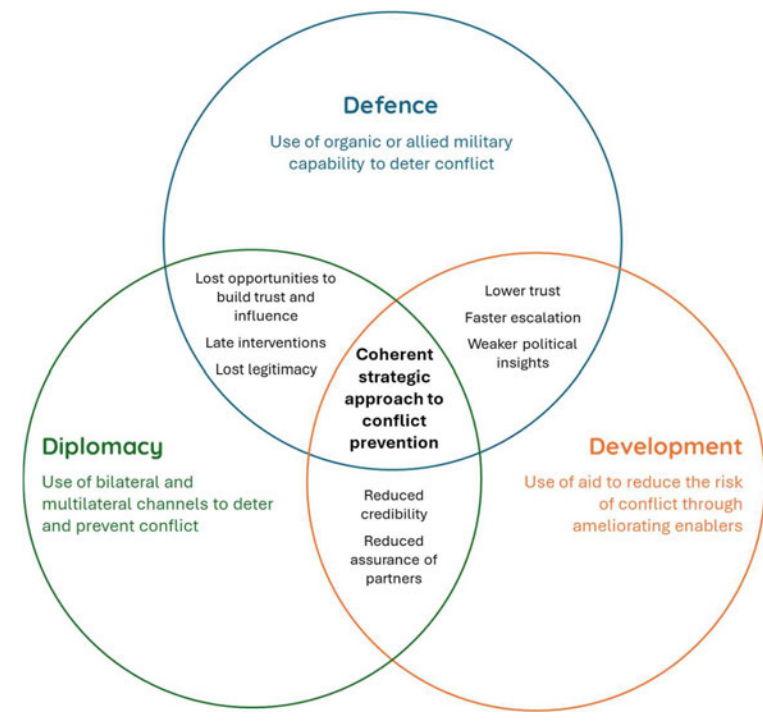 Defence
Use of organic or allied military
capability to deter conflict
Lost opportunities to
build trust and
influence
Late interventions
Lost legitimacy
Lower trust
Faster escalation
Weaker political
insights
Coherent
strategic
approach to
conflict
prevention
Diplomacy
Use of bilateral and
multilateral channels to deter
and prevent conflict
Development
Use of aid to reduce the risk
of conflict through
ameliorating enablers
Reduced
credibility
Reduced
assurance of
partners